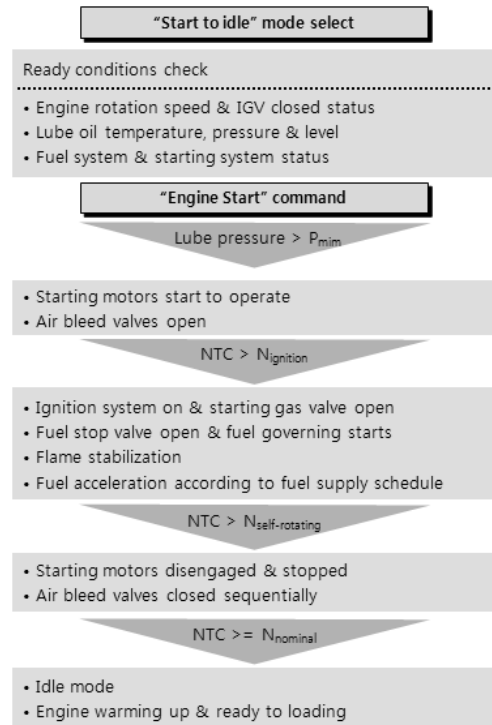 “Start to idle” mode select
Ready conditions check
• Engine rotation speed & IGV closed status
• Lube oil temperature, pressure & level
• Fuel system & starting system status
“Engine Start” command
Lube pressure > Pmim
• Starting motors start to operate
• Air bleed valves open
NTC > Nignition
• Ignition system on & starting gas valve open
• Fuel stop valve open & fuel governing starts
• Flame stabilization
• Fuel acceleration according to fuel supply schedule
NTC > Nself-rotating
• Starting motors disengaged & stopped
• Air bleed valves closed sequentially
NTC >= Nnominal
• Idle mode
• Engine warming up & ready to loading